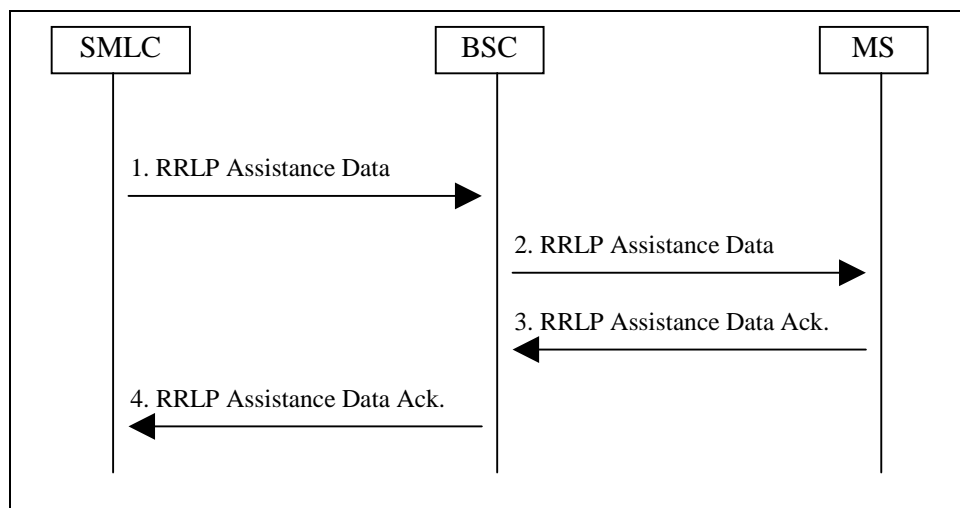 SMLC
BSC
MS
1. RRLP Assistance Data
2. RRLP Assistance Data
3. RRLP Assistance Data Ack.
4. RRLP Assistance Data Ack.